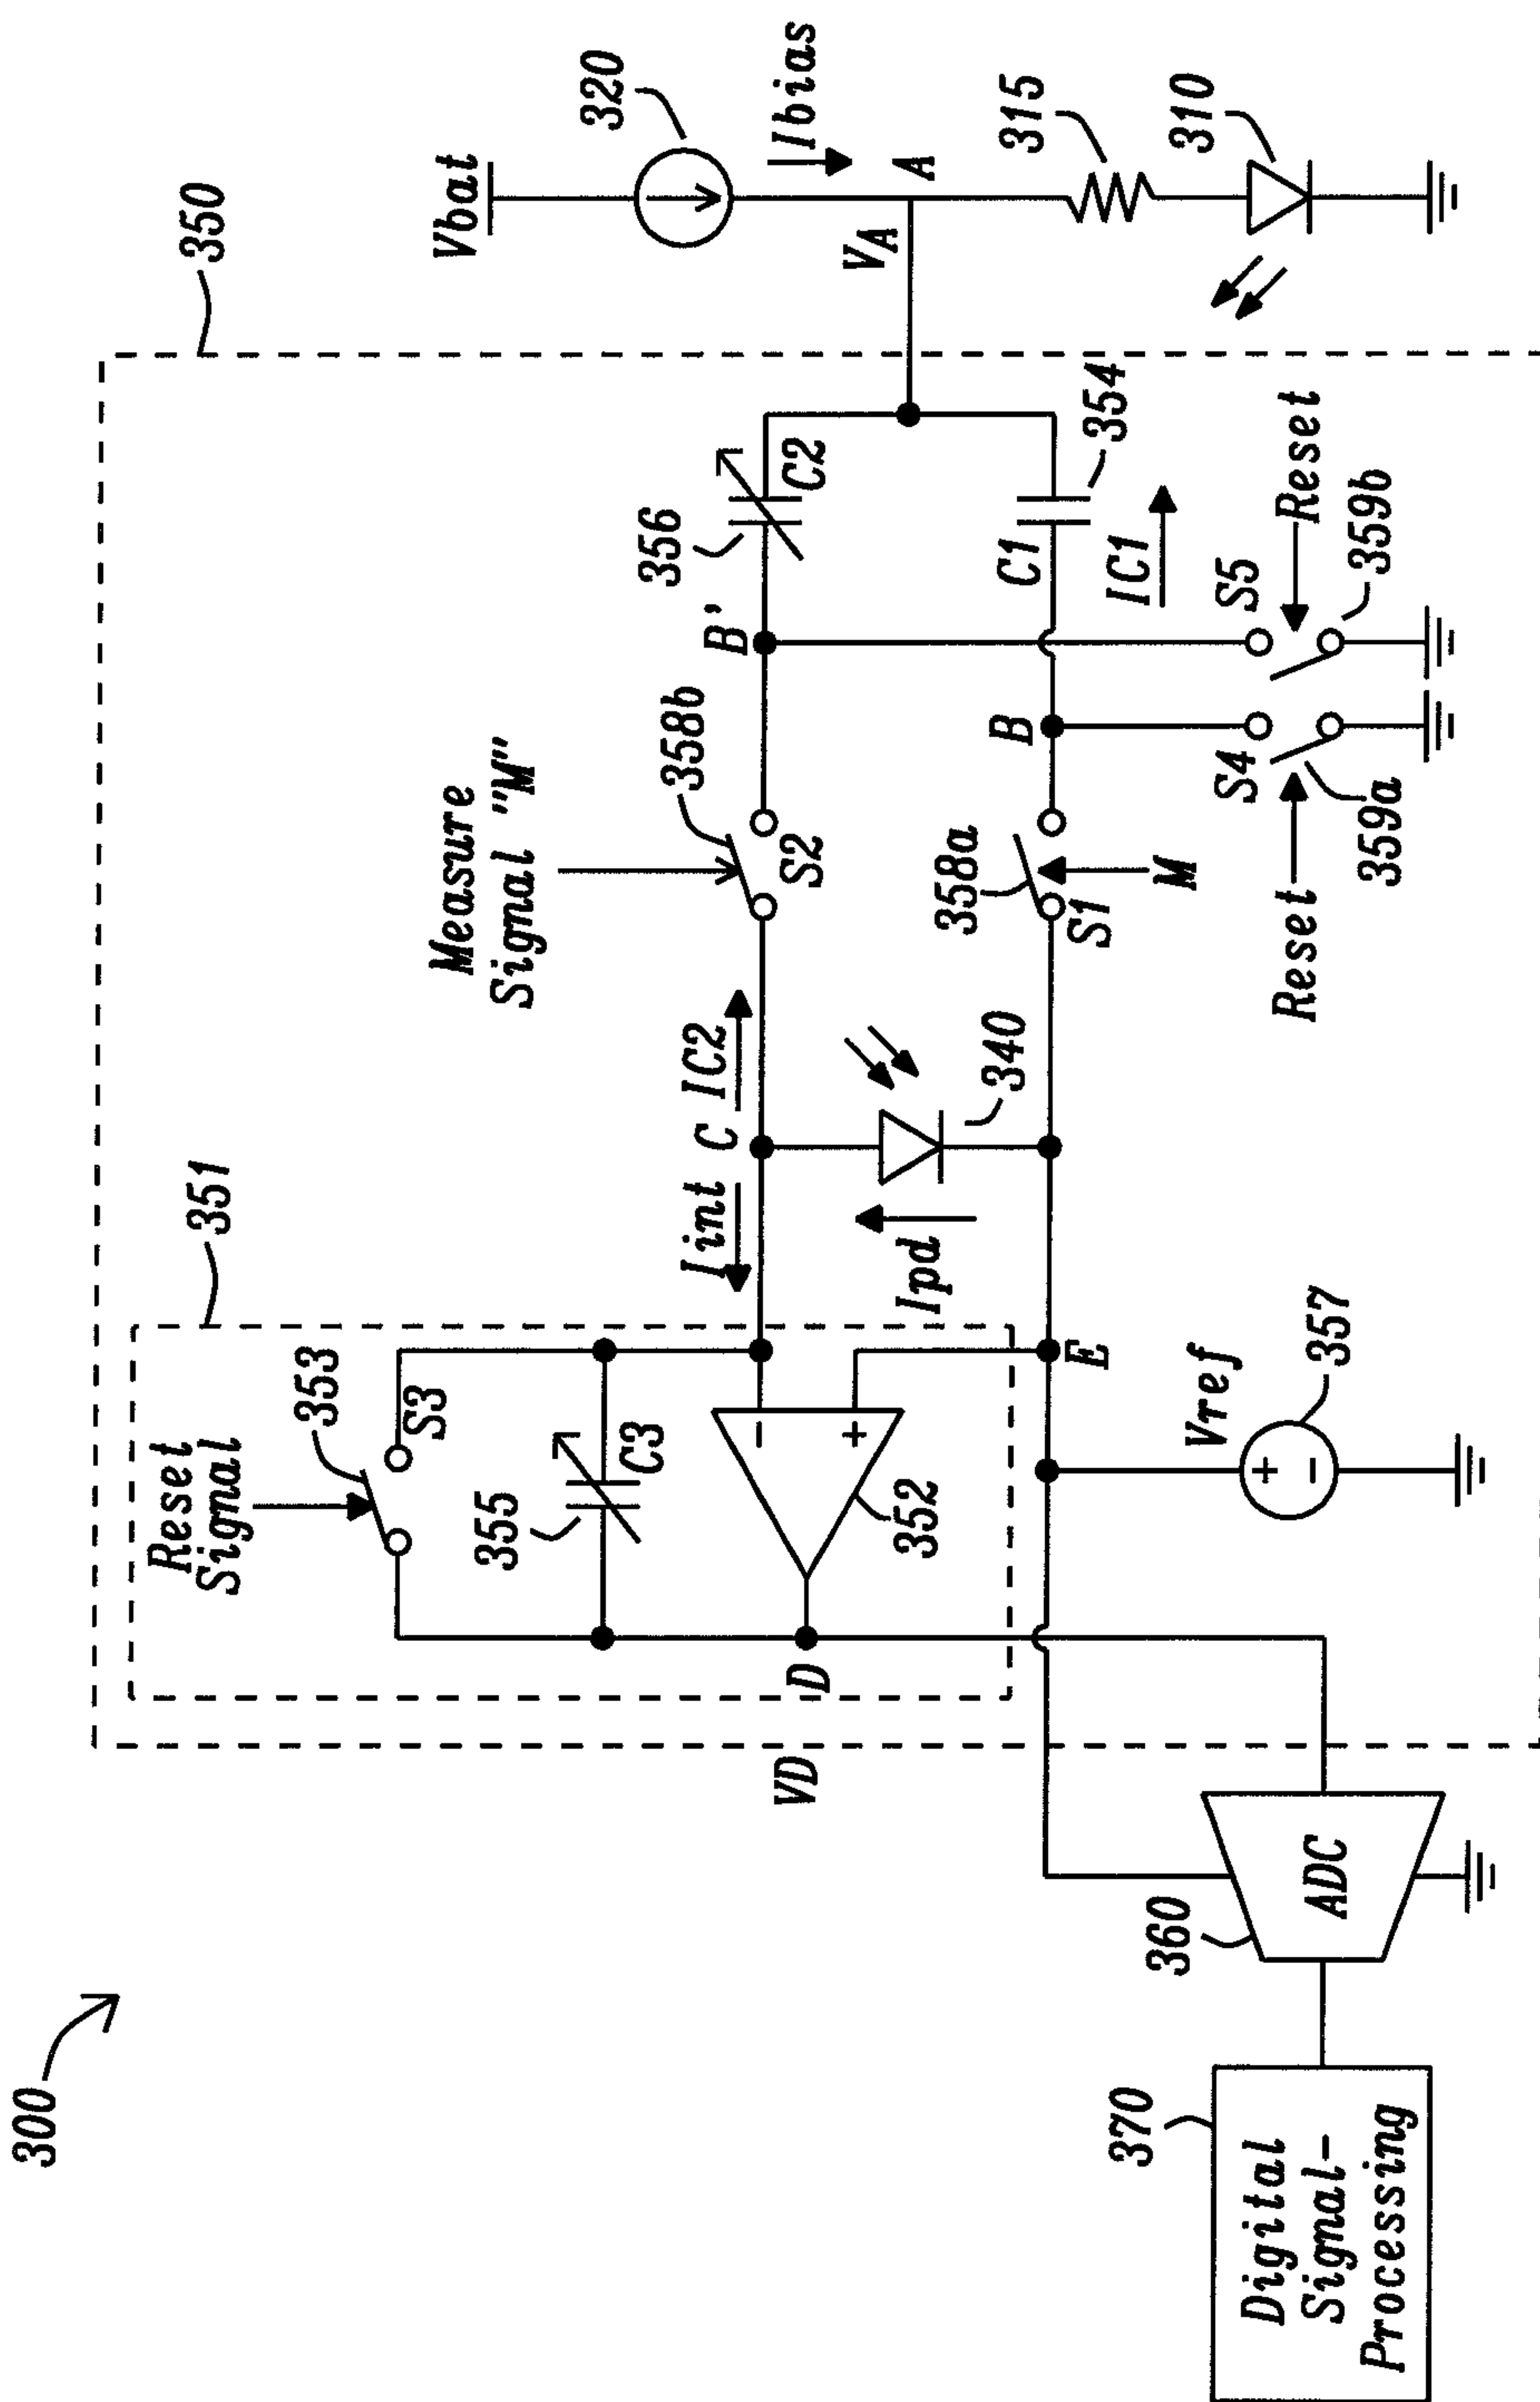 300
350
351
Vbat
320
Ibias
A
VA
315
310
Reset
Signal
353
S3
355
C3
352
-
+
D
VD
Measure
Signal "M"
358b
S2
B'
356
C2
Iint
C
IC2
Ipd
340
358a
S1
M
B
C1
354
IC1
S4
S5
Reset
Reset
359a
359b
E
Vref
357
+
-
360
ADC
370
Digital
Signal-
Processing